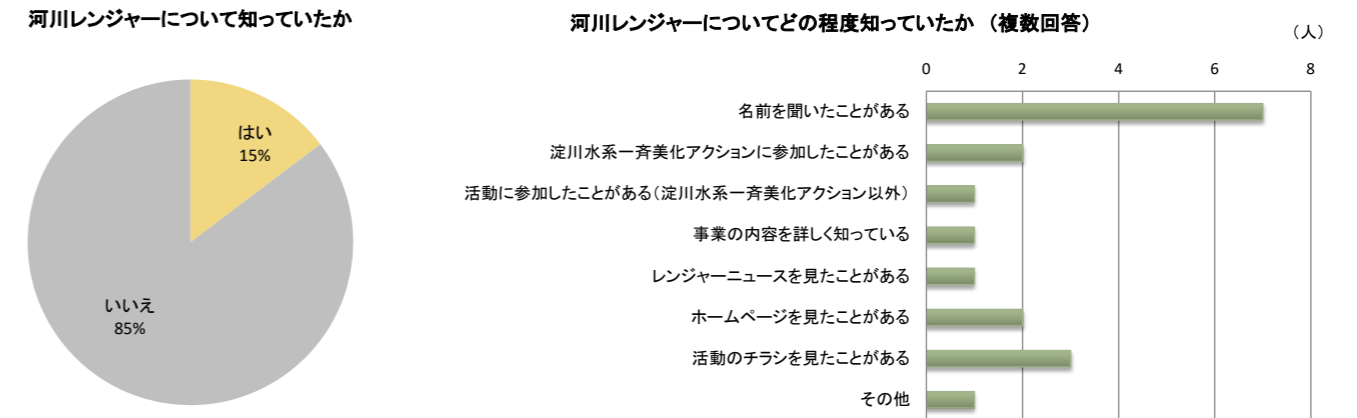 河川レンジャーについて知っていたか
はい
15%
いいえ
85%
河川レンジャーについてどの程度知っていたか （複数回答）
（人）
0 2 4 6 8
名前を聞いたことがある
淀川水系一斉美化アクションに参加したことがある
活動に参加したことがある（淀川水系一斉美化アクション以外）
事業の内容を詳しく知っている
レンジャーニュースを見たことがある
ホームページを見たことがある
活動のチラシを見たことがある
その他